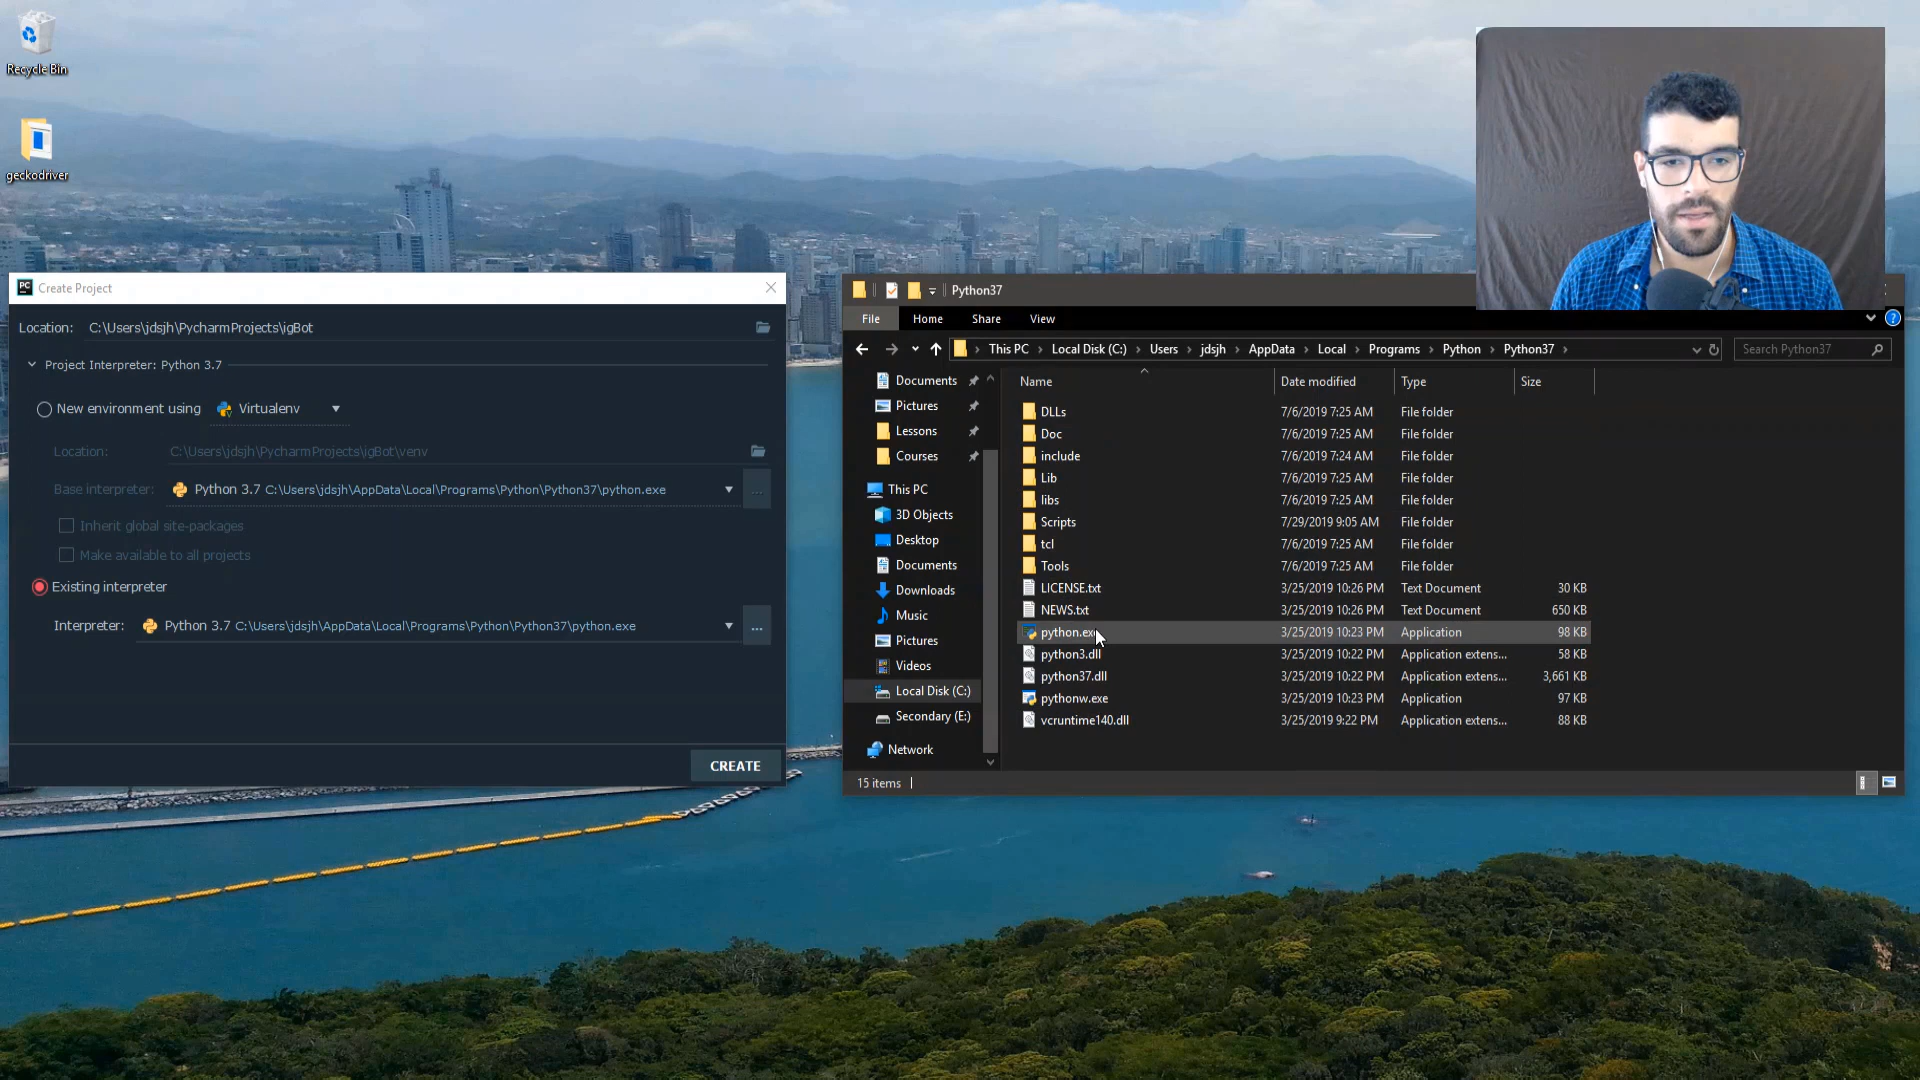 Recycle Bin
geckodriver
PC Create Project
Location: C:\Users\jdsjh\PycharmProjects\igBot
Project Interpreter: Python 3.7
New environment using Virtualenv
Location: C:\Users\jdsjh\PycharmProjects\igBot\venv
Base interpreter: Python 3.7 C:\Users\jdsjh\AppData\Local\Programs\Python\Python37\python.exe ...
Inherit global site-packages
Make available to all projects
Existing interpreter
Interpreter: Python 3.7 C:\Users\jdsjh\AppData\Local\Programs\Python\Python37\python.exe ...
CREATE
Python37
File Home Share View
This PC Local Disk (C:) Users jdsjh AppData Local Programs Python Python37 Search Python37
Documents
Pictures
Lessons
Courses
This PC
3D Objects
Desktop
Documents
Downloads
Music
Pictures
Videos
Local Disk (C:)
Secondary (E:)
Network
Name Date modified Type Size
DLLs 7/6/2019 7:25 AM File folder
Doc 7/6/2019 7:25 AM File folder
include 7/6/2019 7:24 AM File folder
Lib 7/6/2019 7:25 AM File folder
libs 7/6/2019 7:25 AM File folder
Scripts 7/29/2019 9:05 AM File folder
tcl 7/6/2019 7:25 AM File folder
Tools 7/6/2019 7:25 AM File folder
LICENSE.txt 3/25/2019 10:26 PM Text Document 30 KB
NEWS.txt 3/25/2019 10:26 PM Text Document 650 KB
python.exe 3/25/2019 10:23 PM Application 98 KB
python3.dll 3/25/2019 10:22 PM Application extens... 58 KB
python37.dll 3/25/2019 10:22 PM Application extens... 3,661 KB
pythonw.exe 3/25/2019 10:23 PM Application 97 KB
vcruntime140.dll 3/25/2019 9:22 PM Application extens... 88 KB
15 items